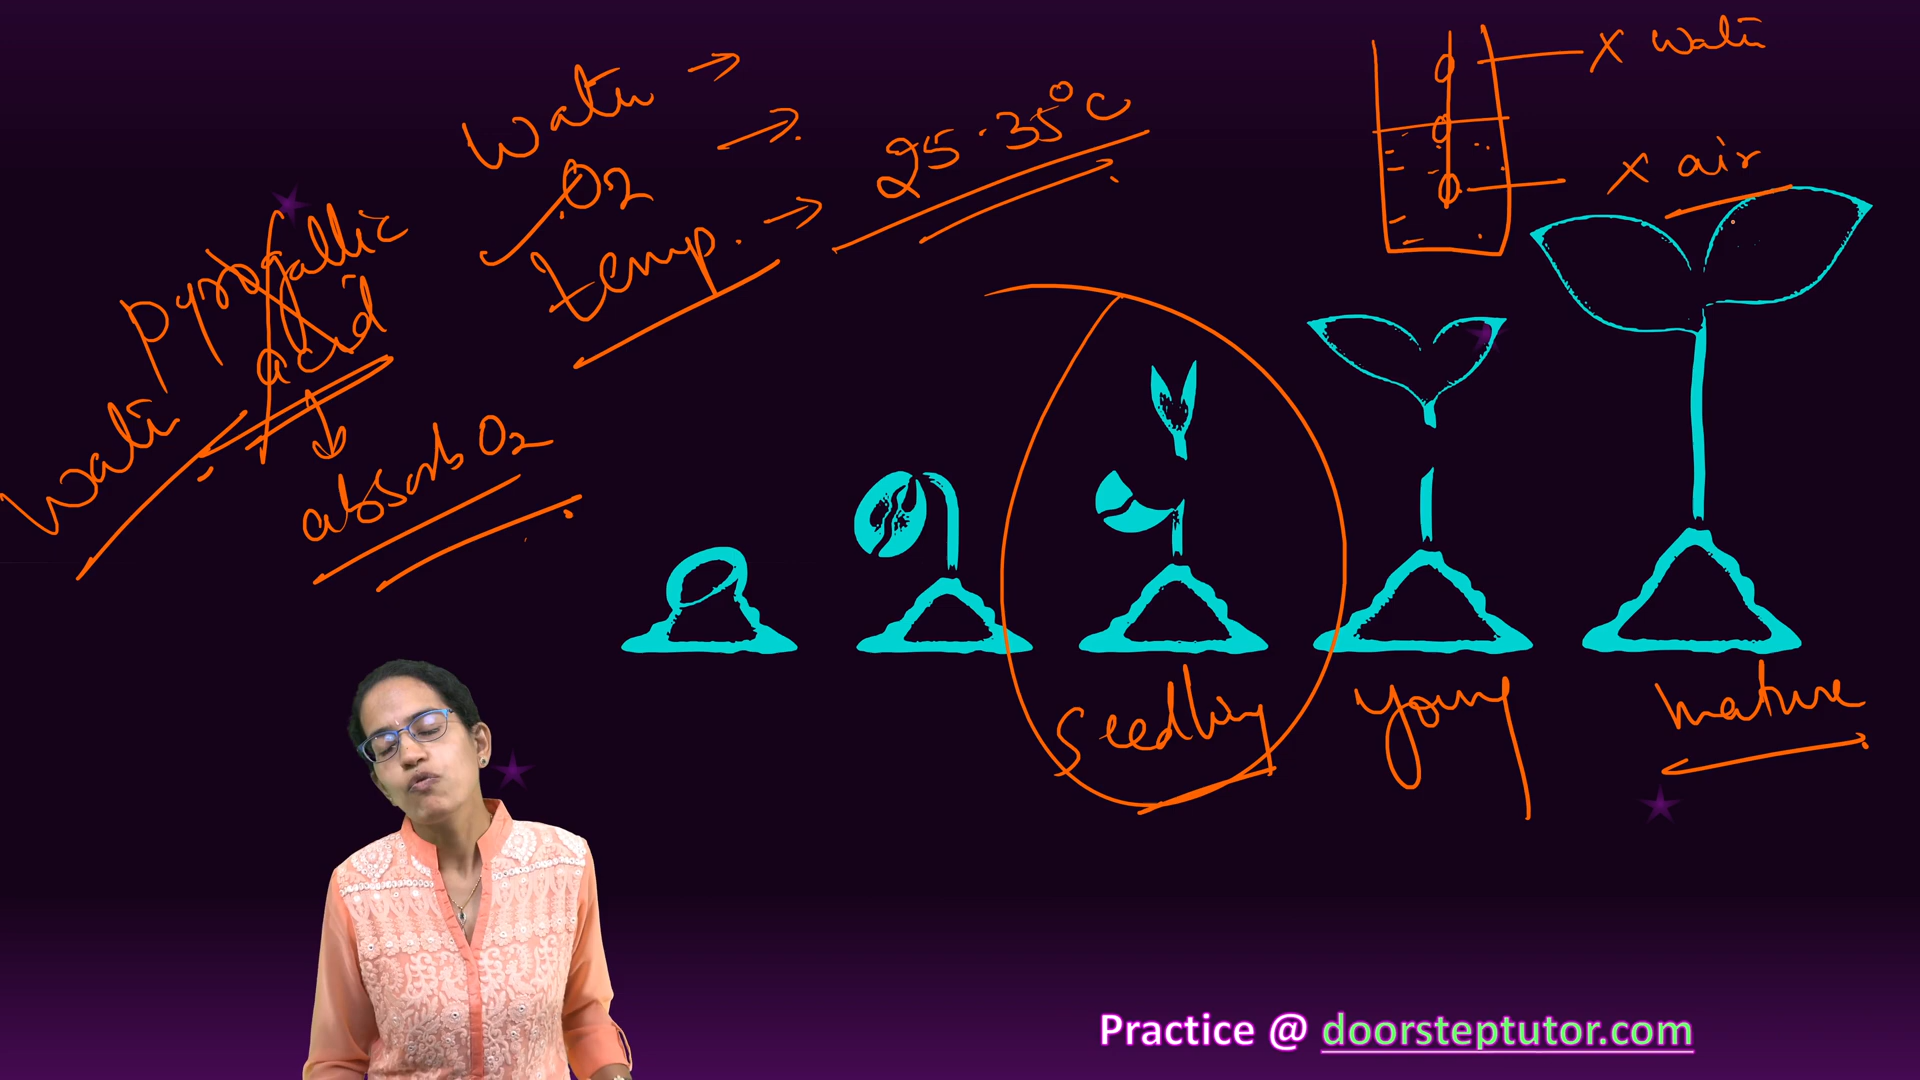 Water →
O2 →
temp. → 25-35°C
pyrogallic
acid
water
absorb O2
X water
X air
Seedling
young
mature
Practice @ doorsteptutor.com